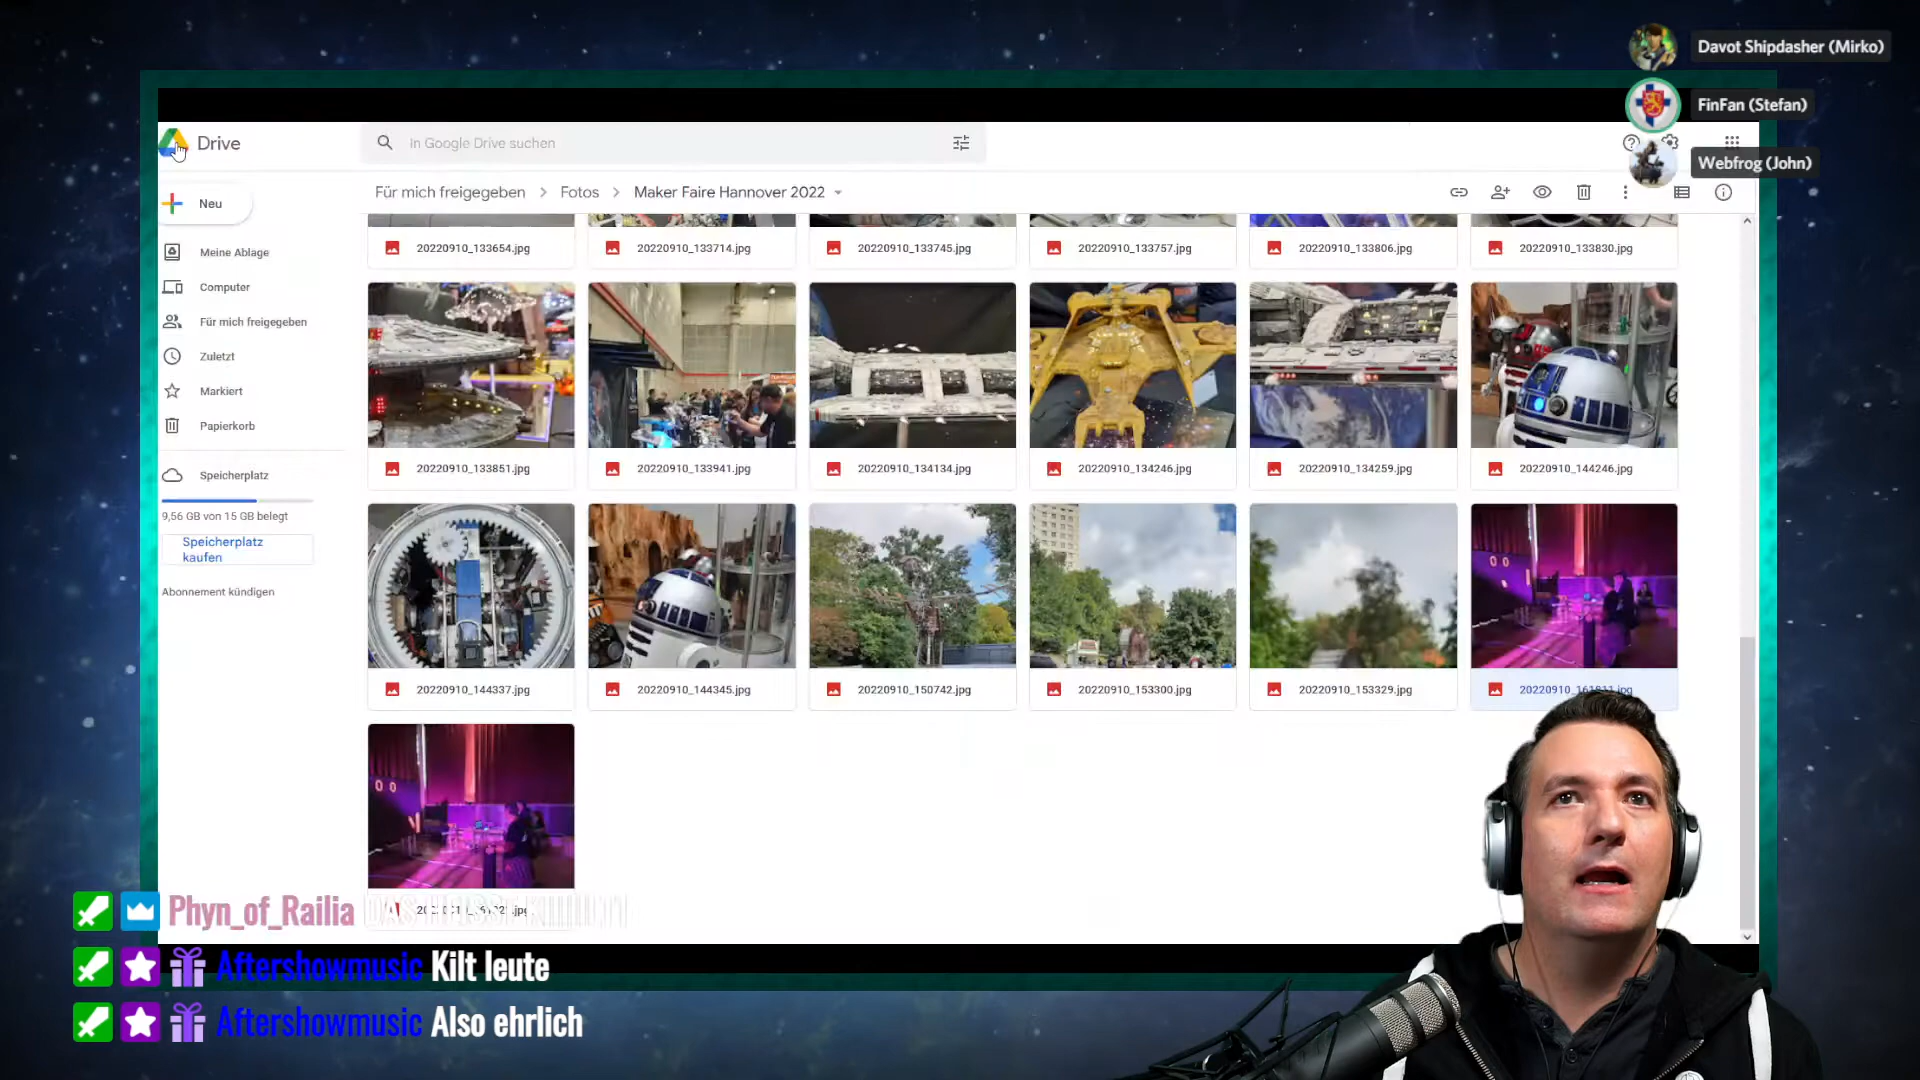 Davot Shipdasher (Mirko)
FinFan (Stefan)
Webfrog (John)
Drive
In Google Drive suchen
Neu
Für mich freigegeben > Fotos > Maker Faire Hannover 2022
Meine Ablage
Computer
Für mich freigegeben
Zuletzt
Markiert
Papierkorb
Speicherplatz
9,56 GB von 15 GB belegt
Speicherplatz
kaufen
Abonnement kündigen
20220910_133654.jpg
20220910_133714.jpg
20220910_133745.jpg
20220910_133757.jpg
20220910_133806.jpg
20220910_133830.jpg
20220910_133851.jpg
20220910_133941.jpg
20220910_134134.jpg
20220910_134246.jpg
20220910_134259.jpg
20220910_144246.jpg
20220910_144337.jpg
20220910_144345.jpg
20220910_150742.jpg
20220910_153300.jpg
20220910_153329.jpg
Phyn_of_Railia DAS HEISST
Aftershowmusic Kilt leute
Aftershowmusic Also ehrlich